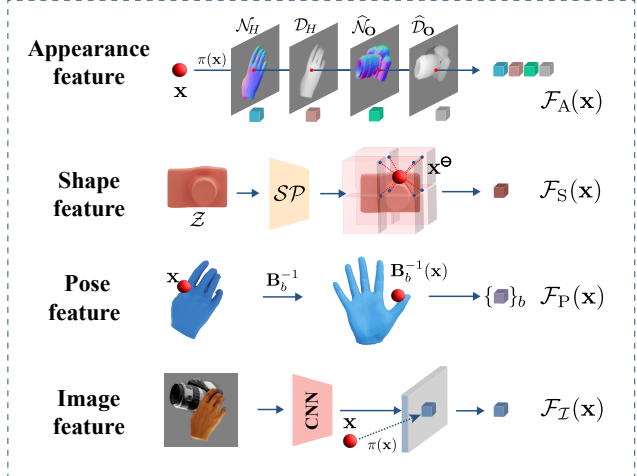 Appearance feature
𝐱
π(𝐱)
𝒩_H 𝒟_H 𝒩̂_𝐎 𝒟̂_𝐎
ℱ_A(𝐱)
Shape feature
𝒵
𝒮𝒫
𝐱^Θ
ℱ_S(𝐱)
Pose feature
𝐱
𝐁_b^{-1}
𝐁_b^{-1}(𝐱)
{ }_b
ℱ_P(𝐱)
Image feature
CNN
𝐱
π(𝐱)
ℱ_ℐ(𝐱)